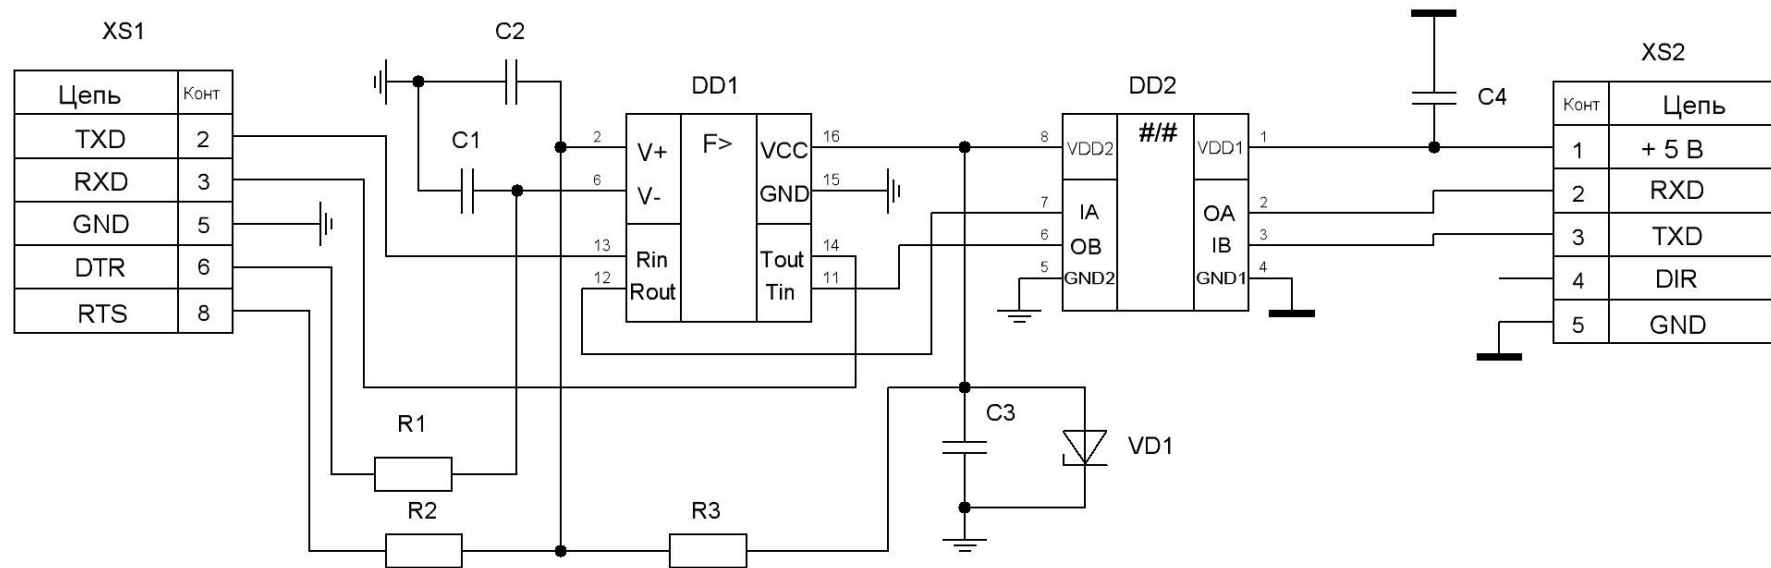 XS1
Цепь Конт
TXD 2
RXD 3
GND 5
DTR 6
RTS 8
C2
C1
DD1
F>
2 V+
6 V-
13 Rin
12 Rout
VCC 16
GND 15
Tout 14
Tin 11
DD2
#/#
8 VDD2
7 IA
6 OB
5 GND2
VDD1 1
OA 2
IB 3
GND1 4
C4
XS2
Конт Цепь
1 + 5 В
2 RXD
3 TXD
4 DIR
5 GND
C3
VD1
R1
R2
R3